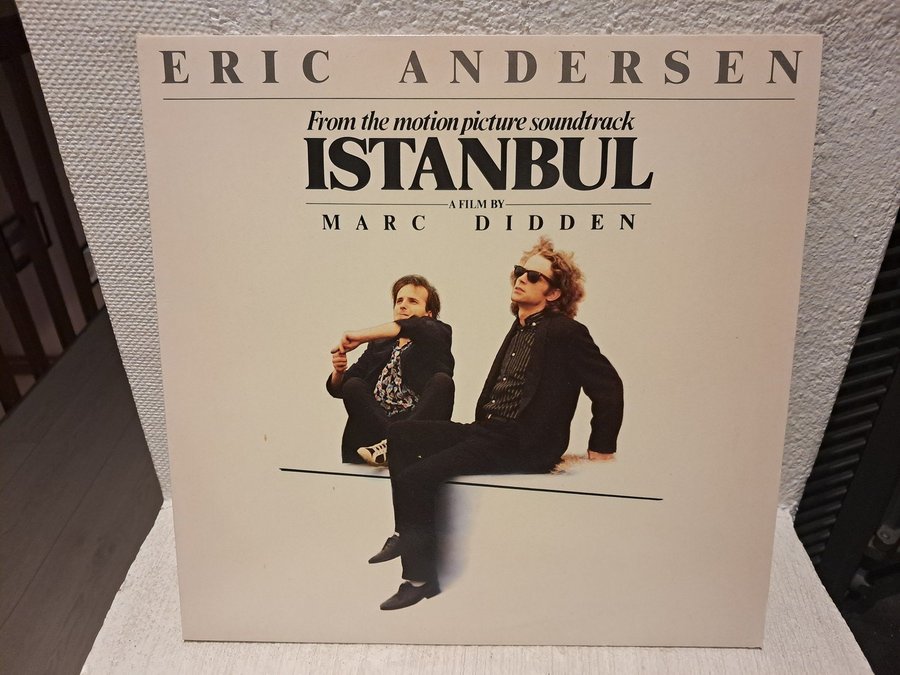 ERIC ANDERSEN
From the motion picture soundtrack
ISTANBUL
A FILM BY
MARC DIDDEN